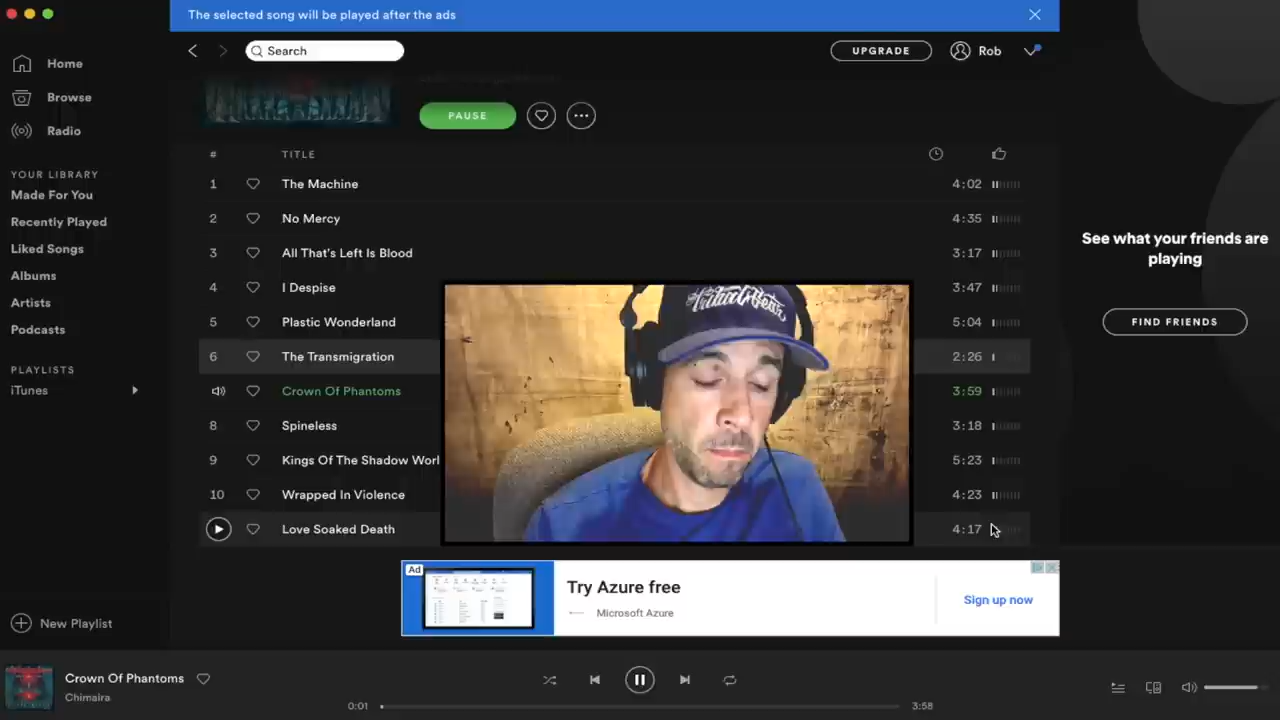 The selected song will be played after the ads
Search
UPGRADE
Rob
Home
Browse
Radio
YOUR LIBRARY
Made For You
Recently Played
Liked Songs
Albums
Artists
Podcasts
PLAYLISTS
iTunes
New Playlist
PAUSE
# TITLE
1 The Machine 4:02
2 No Mercy 4:35
3 All That's Left Is Blood 3:17
4 I Despise 3:47
5 Plastic Wonderland 5:04
6 The Transmigration 2:26
Crown Of Phantoms 3:59
8 Spineless 3:18
9 Kings Of The Shadow Worl 5:23
10 Wrapped In Violence 4:23
Love Soaked Death 4:17
See what your friends are
playing
FIND FRIENDS
Ad
Try Azure free
Microsoft Azure
Sign up now
Crown Of Phantoms
Chimaira
0:01
3:58